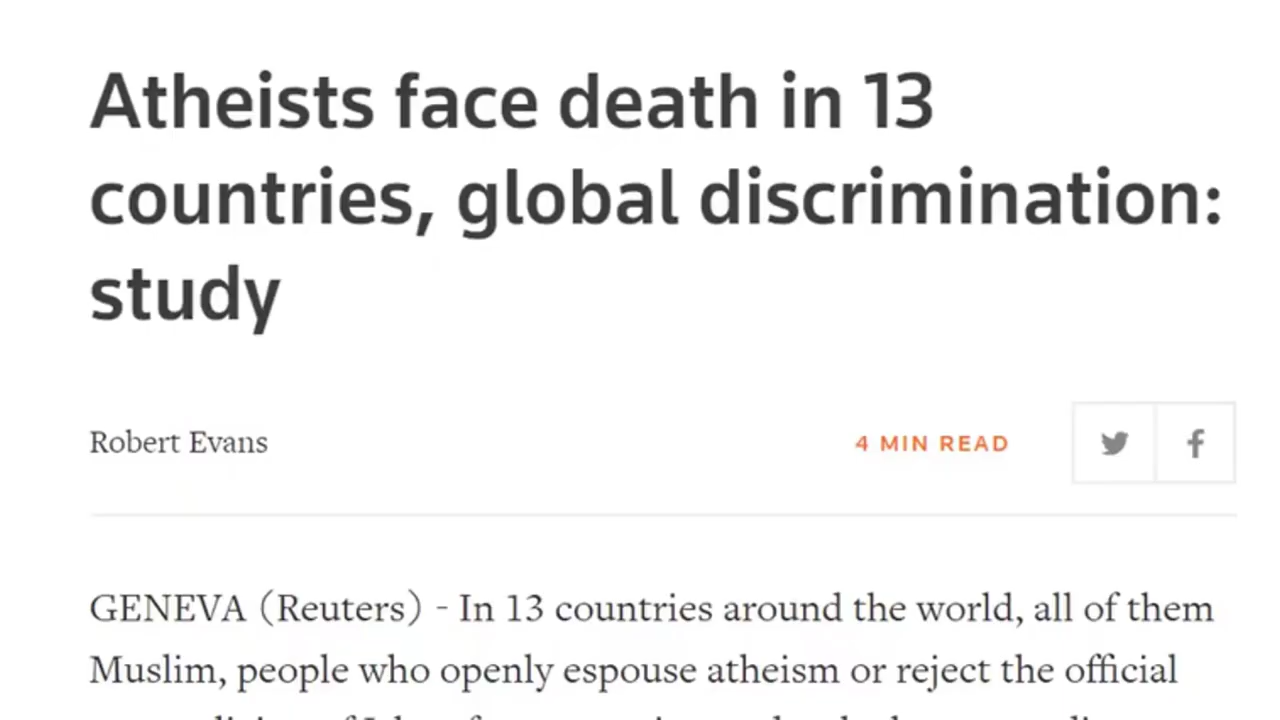 Atheists face death in 13
countries, global discrimination:
study
Robert Evans
4 MIN READ
GENEVA (Reuters) - In 13 countries around the world, all of them
Muslim, people who openly espouse atheism or reject the official